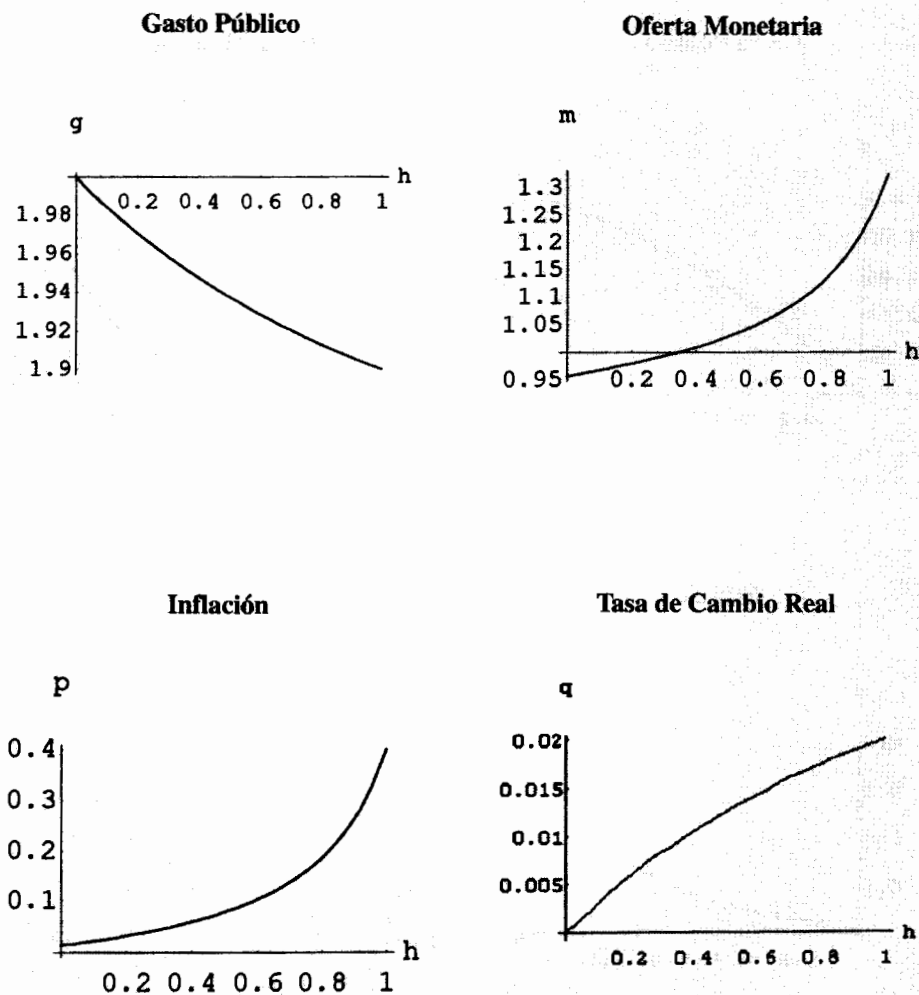 Gasto Público
g
h
0.2 0.4 0.6 0.8 1
1.98
1.96
1.94
1.92
1.9
Oferta Monetaria
m
1.3
1.25
1.2
1.15
1.1
1.05
h
0.95
0.2 0.4 0.6 0.8 1
Inflación
p
0.4
0.3
0.2
0.1
h
0.2 0.4 0.6 0.8 1
Tasa de Cambio Real
q
0.02
0.015
0.01
0.005
h
0.2 0.4 0.6 0.8 1